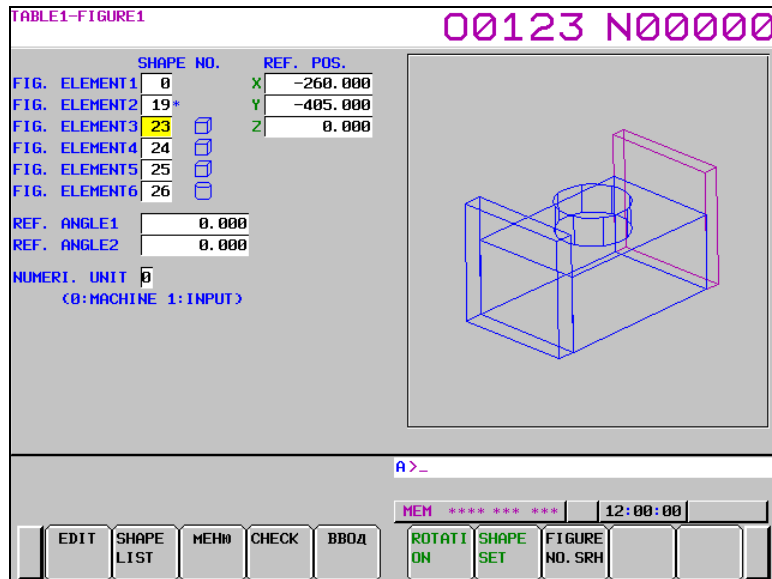 TABLE1-FIGURE1
O0123 N00000
SHAPE NO. REF. POS.
FIG. ELEMENT1 0 X -260.000
FIG. ELEMENT2 19* Y -405.000
FIG. ELEMENT3 23 Z 0.000
FIG. ELEMENT4 24
FIG. ELEMENT5 25
FIG. ELEMENT6 26
REF. ANGLE1 0.000
REF. ANGLE2 0.000
NUMERI. UNIT 0
(0:MACHINE 1:INPUT)
A>_
MEM **** *** *** 12:00:00
EDIT SHAPE LIST МЕНЮ CHECK ВВОД ROTATI ON SHAPE SET FIGURE NO.SRH